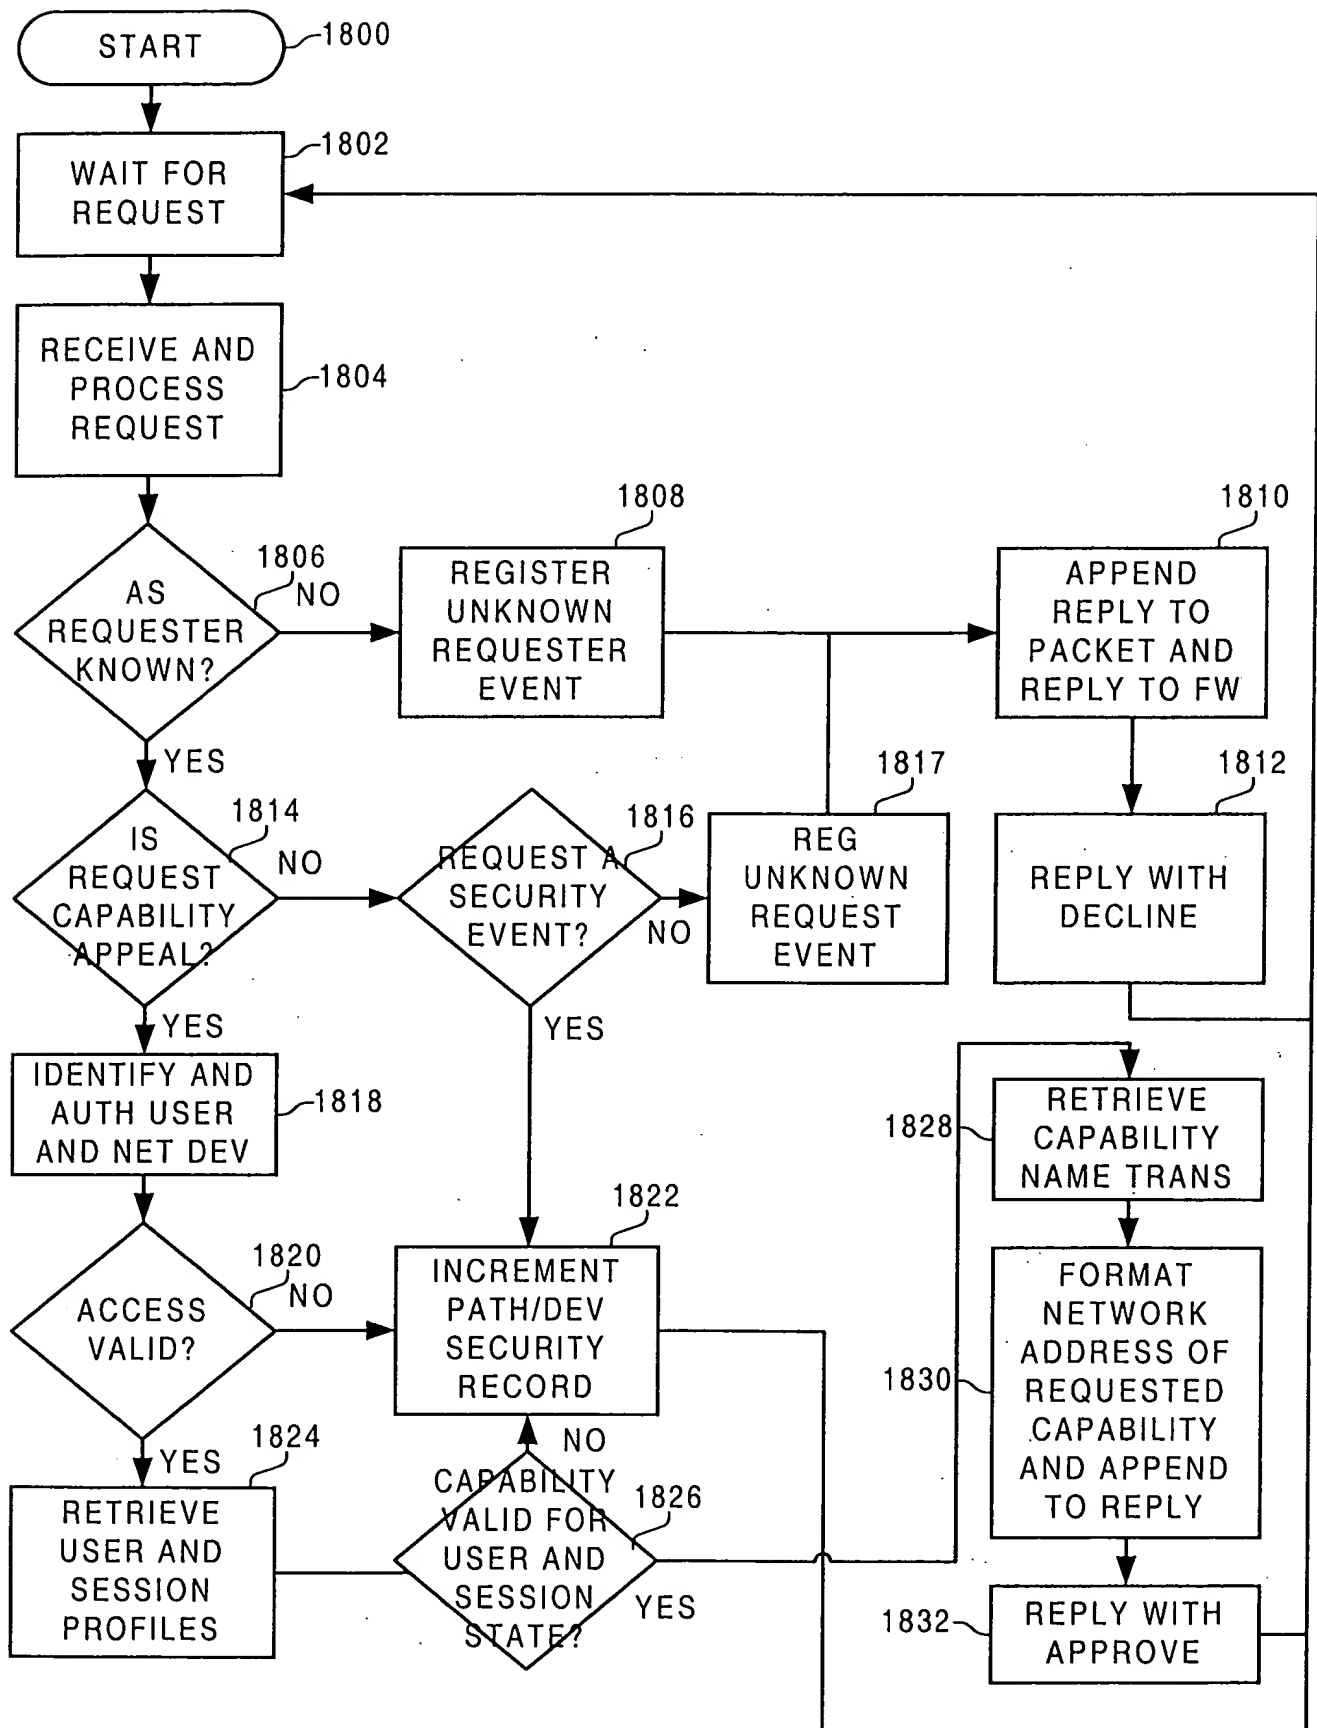 START
1800
1802
WAIT FOR
REQUEST
RECEIVE AND
PROCESS
REQUEST
1804
1806
AS
REQUESTER
KNOWN?
NO
YES
1808
REGISTER
UNKNOWN
REQUESTER
EVENT
1810
APPEND
REPLY TO
PACKET AND
REPLY TO FW
1812
REPLY WITH
DECLINE
1814
IS
REQUEST
CAPABILITY
APPEAL?
NO
YES
1816
REQUEST A
SECURITY
EVENT?
NO
YES
1817
REG
UNKNOWN
REQUEST
EVENT
IDENTIFY AND
AUTH USER
AND NET DEV
1818
1820
ACCESS
VALID?
NO
YES
1822
INCREMENT
PATH/DEV
SECURITY
RECORD
1824
RETRIEVE
USER AND
SESSION
PROFILES
NO
1826
CAPABILITY
VALID FOR
USER AND
SESSION
STATE?
YES
1828
RETRIEVE
CAPABILITY
NAME TRANS
1830
FORMAT
NETWORK
ADDRESS OF
REQUESTED
CAPABILITY
AND APPEND
TO REPLY
1832
REPLY WITH
APPROVE